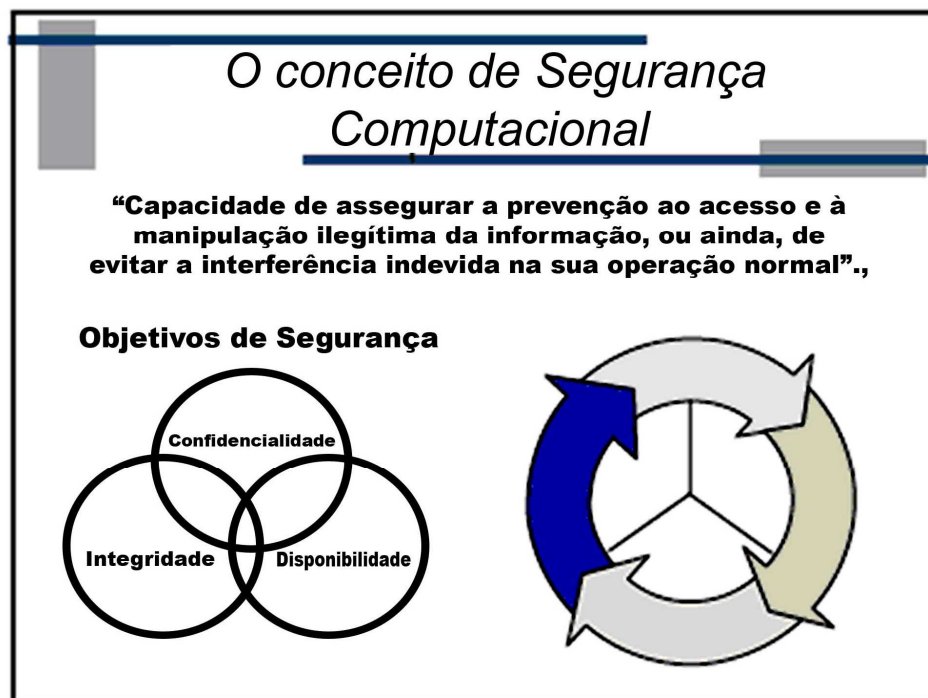 O conceito de Segurança
Computacional
“Capacidade de assegurar a prevenção ao acesso e à
manipulação ilegítima da informação, ou ainda, de
evitar a interferência indevida na sua operação normal”.,
Objetivos de Segurança
Confidencialidade
Integridade
Disponibilidade